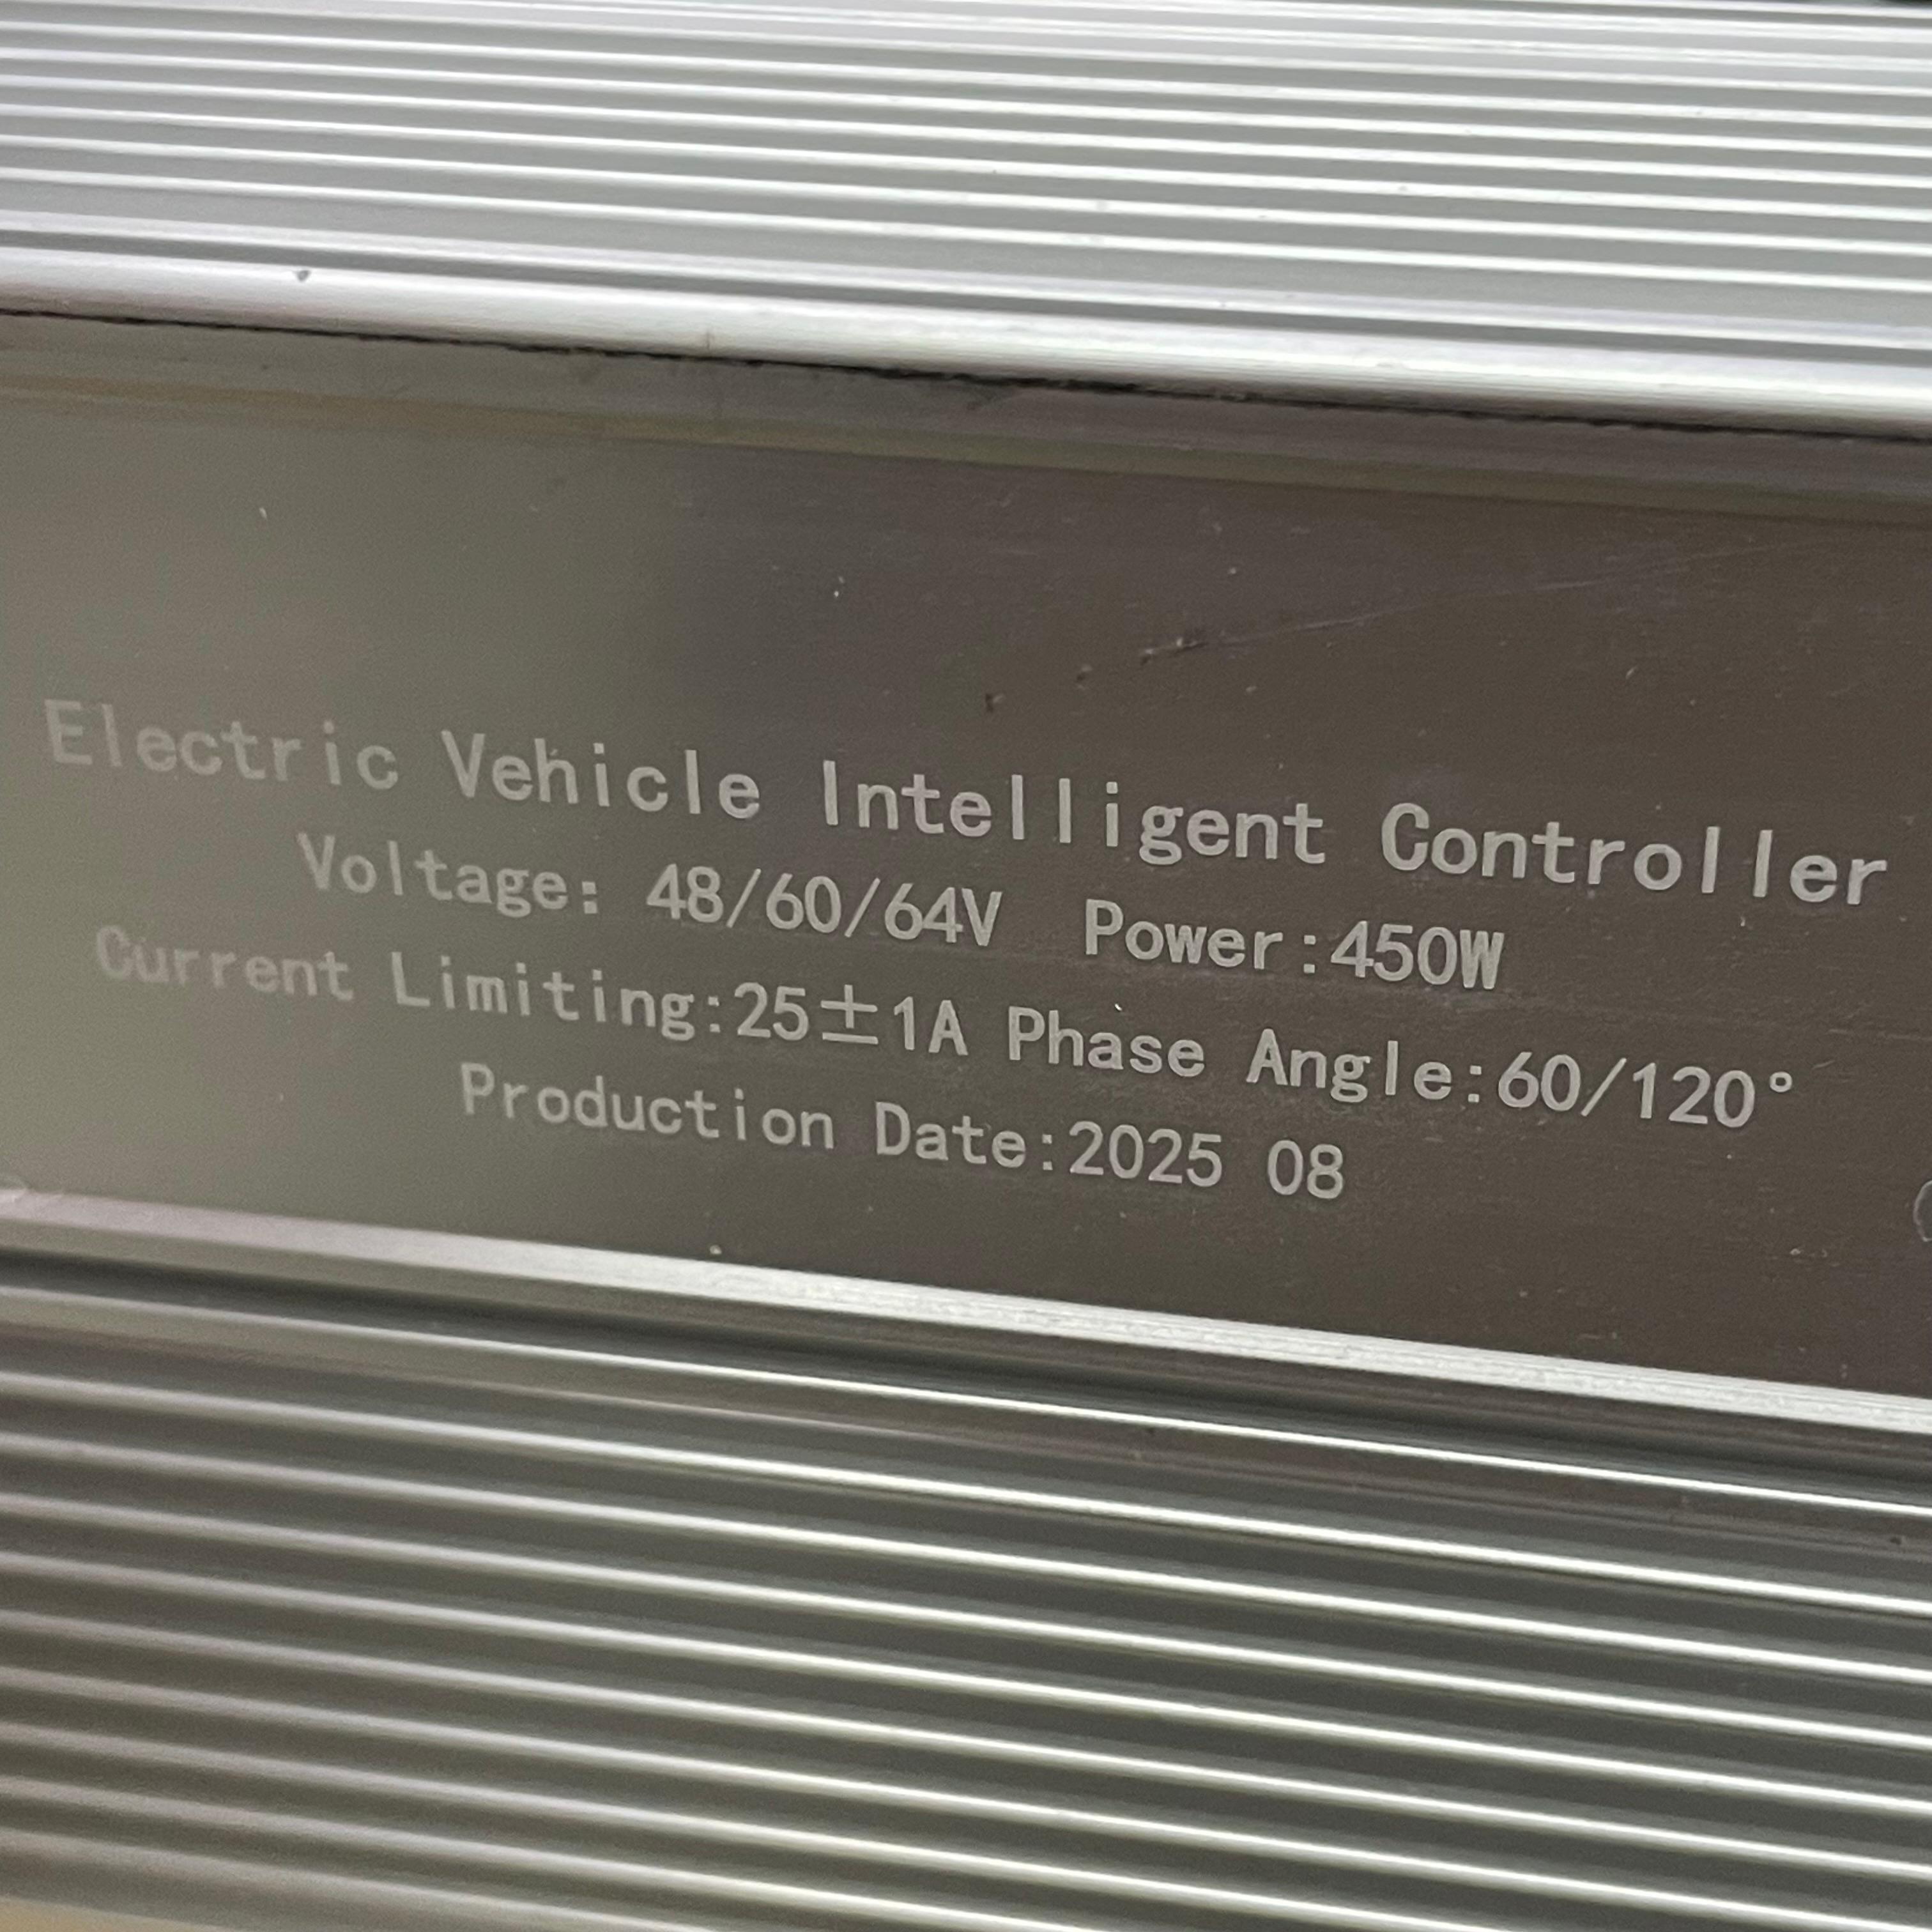 Electric Vehicle Intelligent Controller
Voltage: 48/60/64V Power:450W
Current Limiting:25±1A Phase Angle:60/120°
Production Date:2025 08